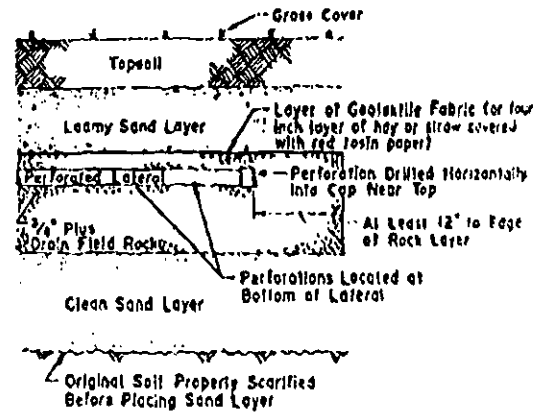 Grass Cover
Topsoil
Loamy Sand Layer
Layer of Geotextile Fabric (or four
inch layer of hay or straw covered
with red rosin paper)
Perforated Lateral
Perforation Drilled Horizontally
Into Cap Near Top
3/4" Plus
Drain Field Rock
At Least 12" to Edge
of Rock Layer
Perforations Located at
Bottom of Lateral
Clean Sand Layer
Original Soil Property Scarified
Before Placing Sand Layer